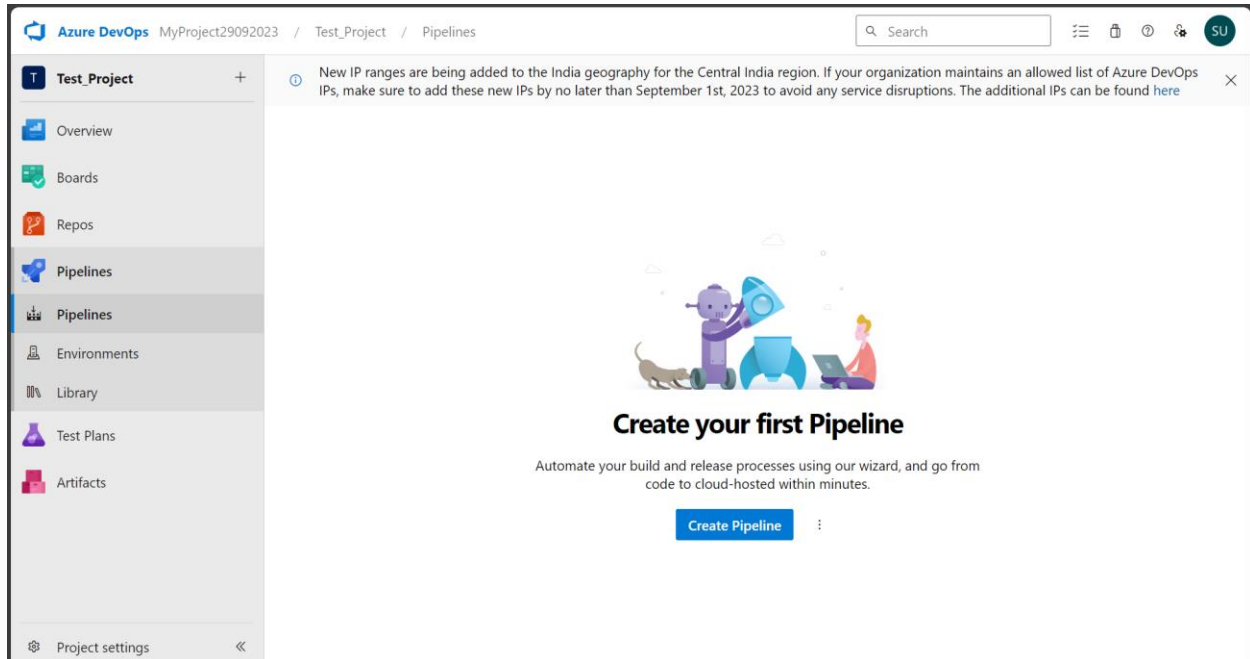 Azure DevOps MyProject29092023 / Test_Project / Pipelines
Search
SU
T Test_Project +
New IP ranges are being added to the India geography for the Central India region. If your organization maintains an allowed list of Azure DevOps
IPs, make sure to add these new IPs by no later than September 1st, 2023 to avoid any service disruptions. The additional IPs can be found here
Overview
Boards
Repos
Pipelines
Pipelines
Environments
Library
Test Plans
Artifacts
Create your first Pipeline
Automate your build and release processes using our wizard, and go from
code to cloud-hosted within minutes.
Create Pipeline
Project settings